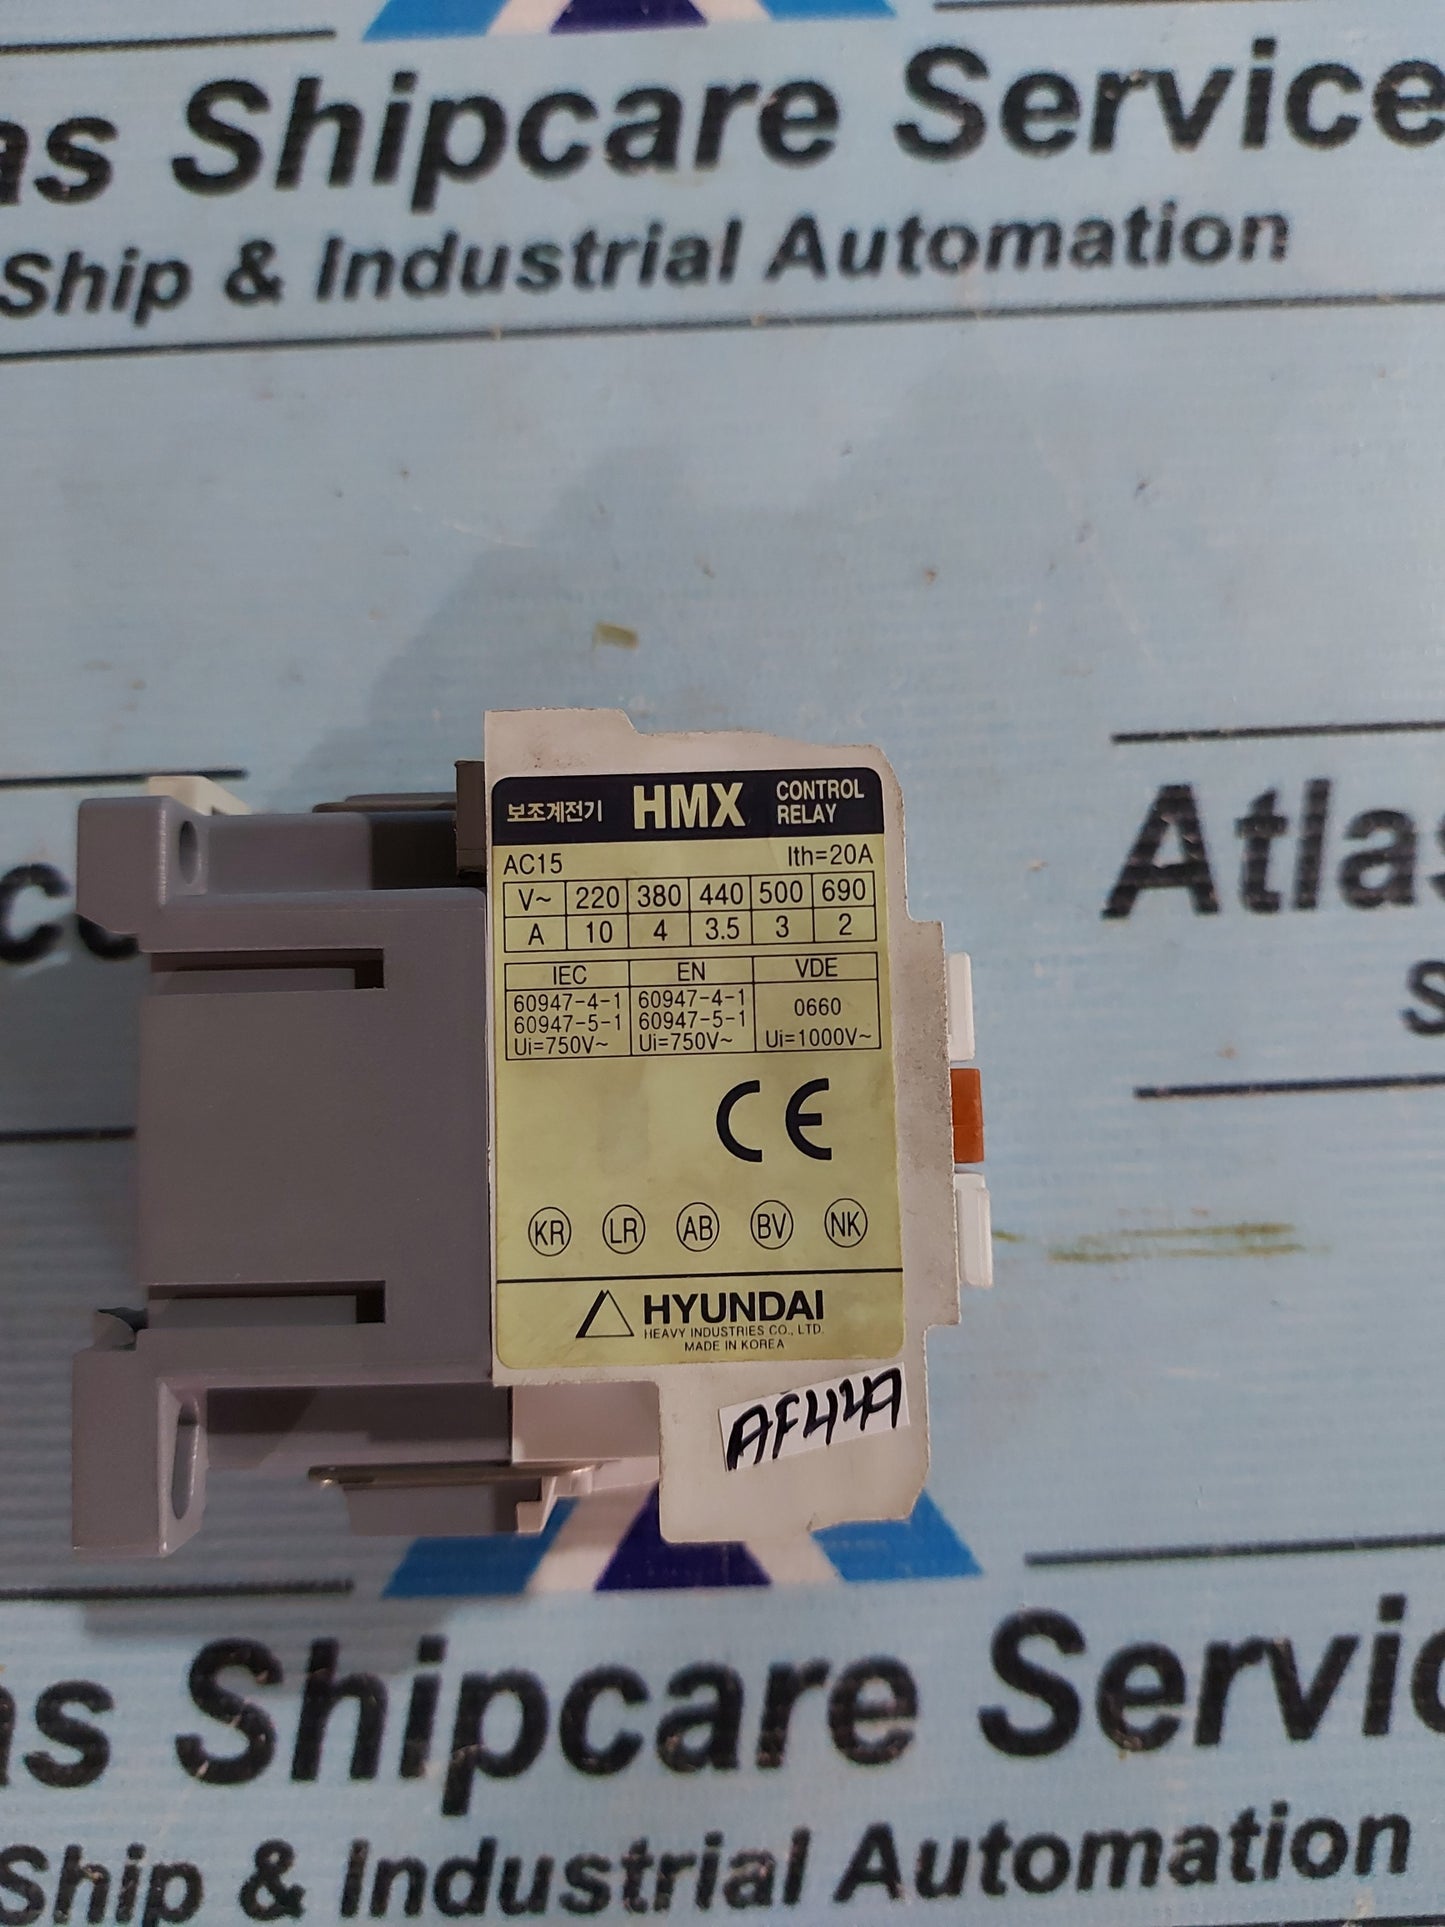 as Shipcare Service
Ship & Industrial Automation
Atlas
보조계전기 HMX CONTROL RELAY
AC15 Ith=20A
V~ 220 380 440 500 690
A 10 4 3.5 3 2
IEC EN VDE
60947-4-1 60947-4-1 0660
60947-5-1 60947-5-1
Ui=750V~ Ui=750V~ Ui=1000V~
CE
KR LR AB BV NK
HYUNDAI
HEAVY INDUSTRIES CO., LTD.
MADE IN KOREA
as Shipcare Servic
Ship & Industrial Automation